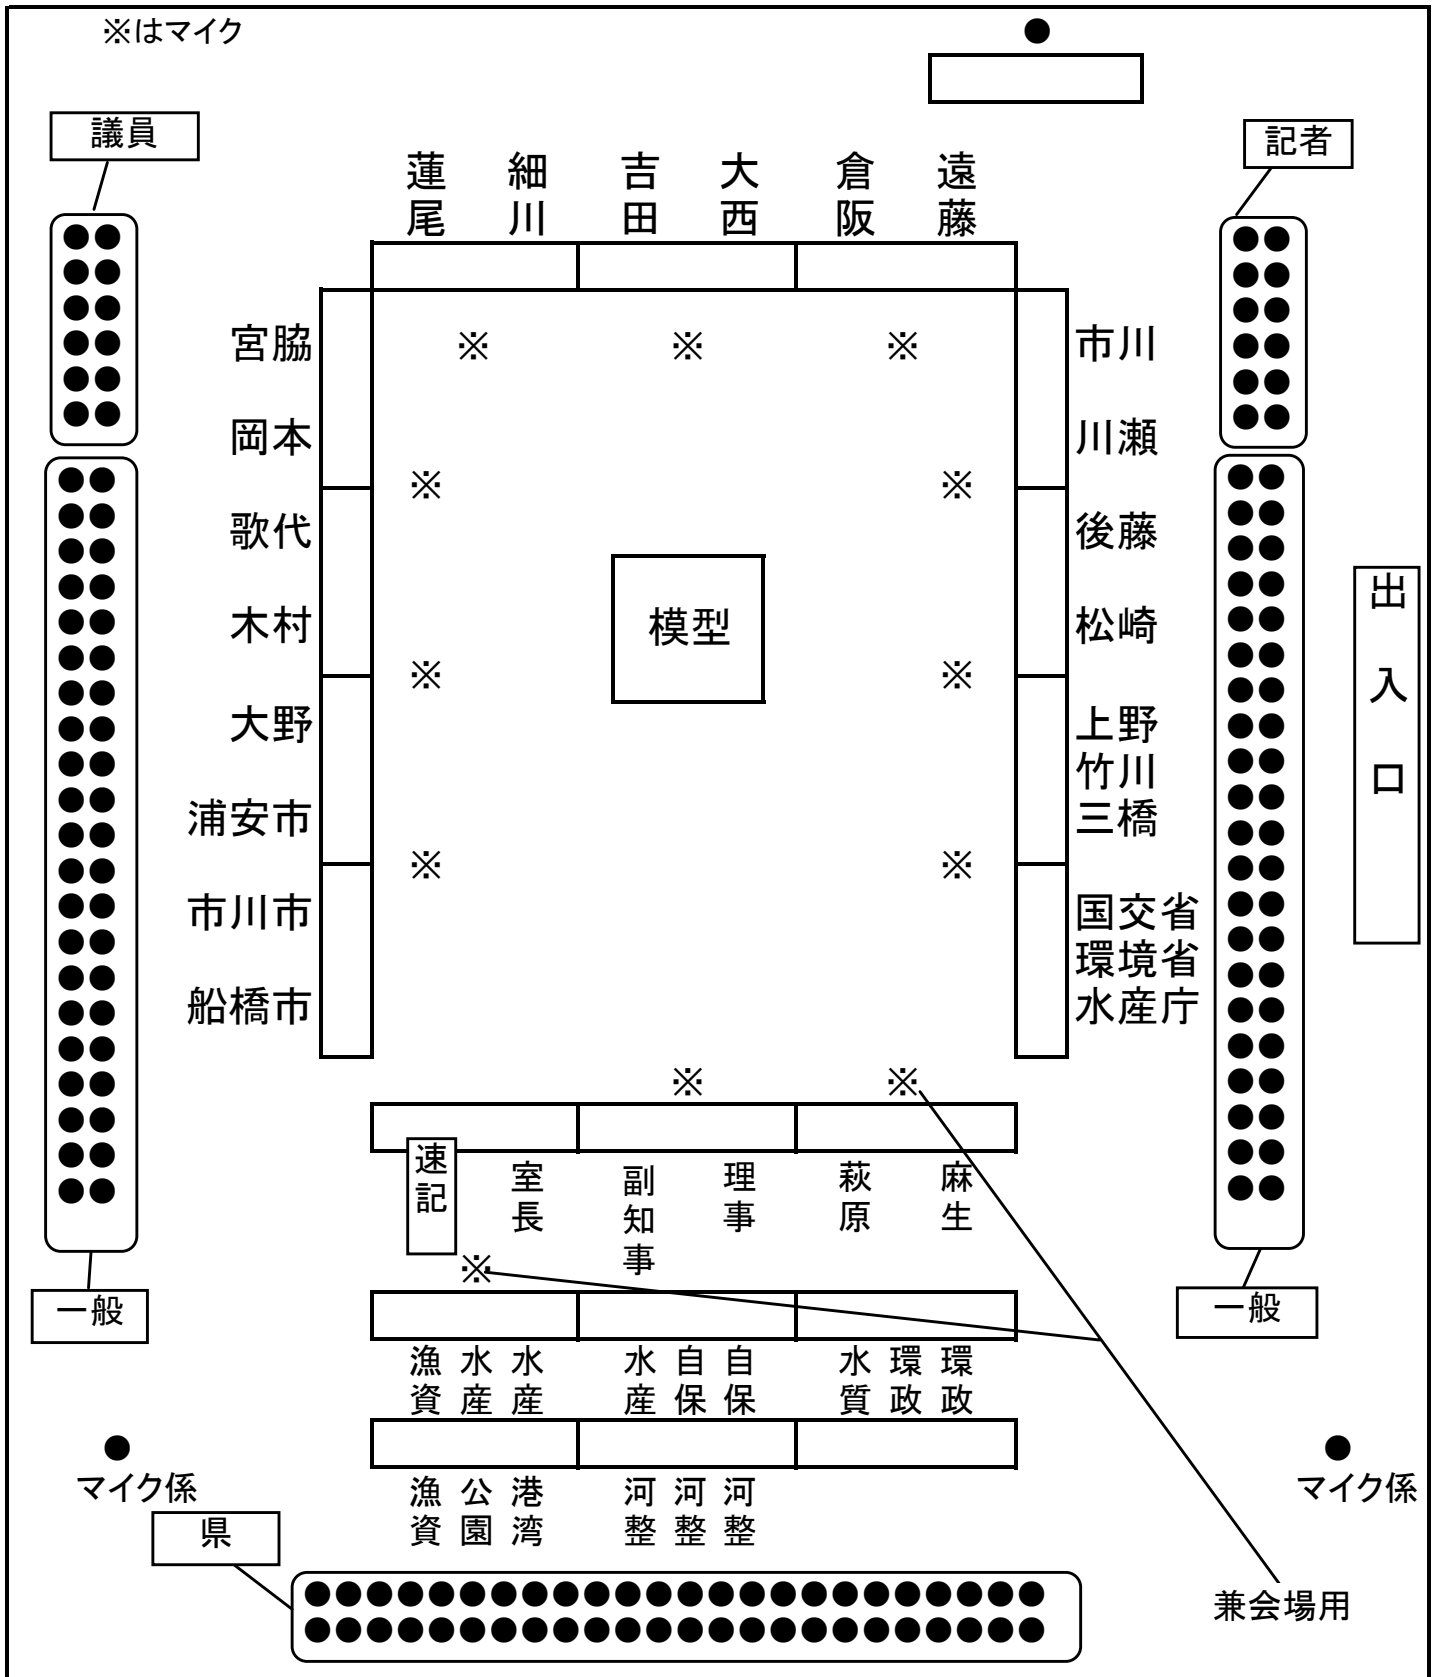 ※はマイク
●
議員
記者
蓮尾
細川
吉田
大西
倉阪
遠藤
宮脇
※
※
※
市川
岡本
川瀬
※
※
歌代
後藤
模型
木村
松崎
※
※
大野
上野
竹川
浦安市
三橋
※
※
市川市
国交省
環境省
船橋市
水産庁
出入口
※
※
速記
室長
副知事
理事
萩原
麻生
※
一般
一般
漁資
水産
水産
水産
自保
自保
水質
環政
環政
マイク係
マイク係
漁資
公園
港湾
河整
河整
河整
県
兼会場用